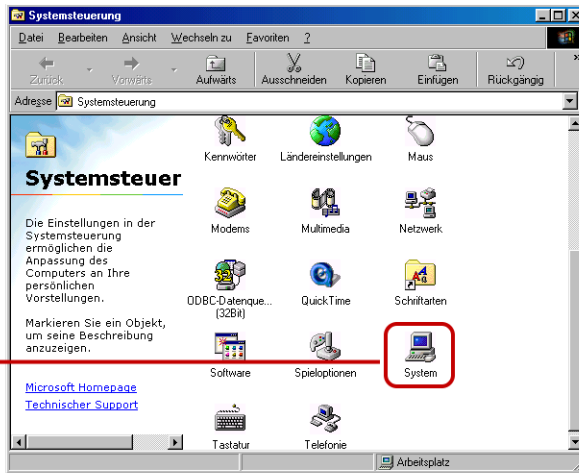 Systemsteuerung
Datei Bearbeiten Ansicht Wechseln zu Favoriten ?
Zurück Vorwärts Aufwärts Ausschneiden Kopieren Einfügen Rückgängig »
Adresse Systemsteuerung
Systemsteuer
Die Einstellungen in der
Systemsteuerung
ermöglichen die
Anpassung des
Computers an Ihre
persönlichen
Vorstellungen.
Markieren Sie ein Objekt,
um seine Beschreibung
anzuzeigen.
Microsoft Homepage
Technischer Support
Kennwörter Ländereinstellungen Maus
Modems Multimedia Netzwerk
ODBC-Datenque... QuickTime Schriftarten
(32Bit)
Software Spieloptionen System
Tastatur Telefonie
Arbeitsplatz